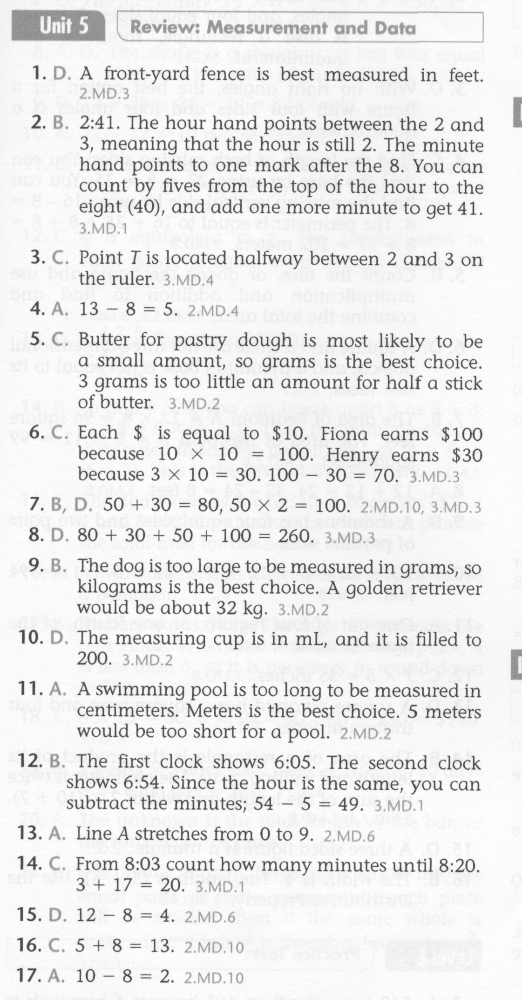 Unit 5
Review: Measurement and Data
1. D. A front-yard fence is best measured in feet.
2.MD.3
2. B. 2:41. The hour hand points between the 2 and
3, meaning that the hour is still 2. The minute
hand points to one mark after the 8. You can
count by fives from the top of the hour to the
eight (40), and add one more minute to get 41.
3.MD.1
3. C. Point T is located halfway between 2 and 3 on
the ruler. 3.MD.4
4. A. 13 – 8 = 5. 2.MD.4
5. C. Butter for pastry dough is most likely to be
a small amount, so grams is the best choice.
3 grams is too little an amount for half a stick
of butter. 3.MD.2
6. C. Each $ is equal to $10. Fiona earns $100
because 10 × 10 = 100. Henry earns $30
because 3 × 10 = 30. 100 – 30 = 70. 3.MD.3
7. B, D. 50 + 30 = 80, 50 × 2 = 100. 2.MD.10, 3.MD.3
8. D. 80 + 30 + 50 + 100 = 260. 3.MD.3
9. B. The dog is too large to be measured in grams, so
kilograms is the best choice. A golden retriever
would be about 32 kg. 3.MD.2
10. D. The measuring cup is in mL, and it is filled to
200. 3.MD.2
11. A. A swimming pool is too long to be measured in
centimeters. Meters is the best choice. 5 meters
would be too short for a pool. 2.MD.2
12. B. The first clock shows 6:05. The second clock
shows 6:54. Since the hour is the same, you can
subtract the minutes; 54 – 5 = 49. 3.MD.1
13. A. Line A stretches from 0 to 9. 2.MD.6
14. C. From 8:03 count how many minutes until 8:20.
3 + 17 = 20. 3.MD.1
15. D. 12 – 8 = 4. 2.MD.6
16. C. 5 + 8 = 13. 2.MD.10
17. A. 10 – 8 = 2. 2.MD.10